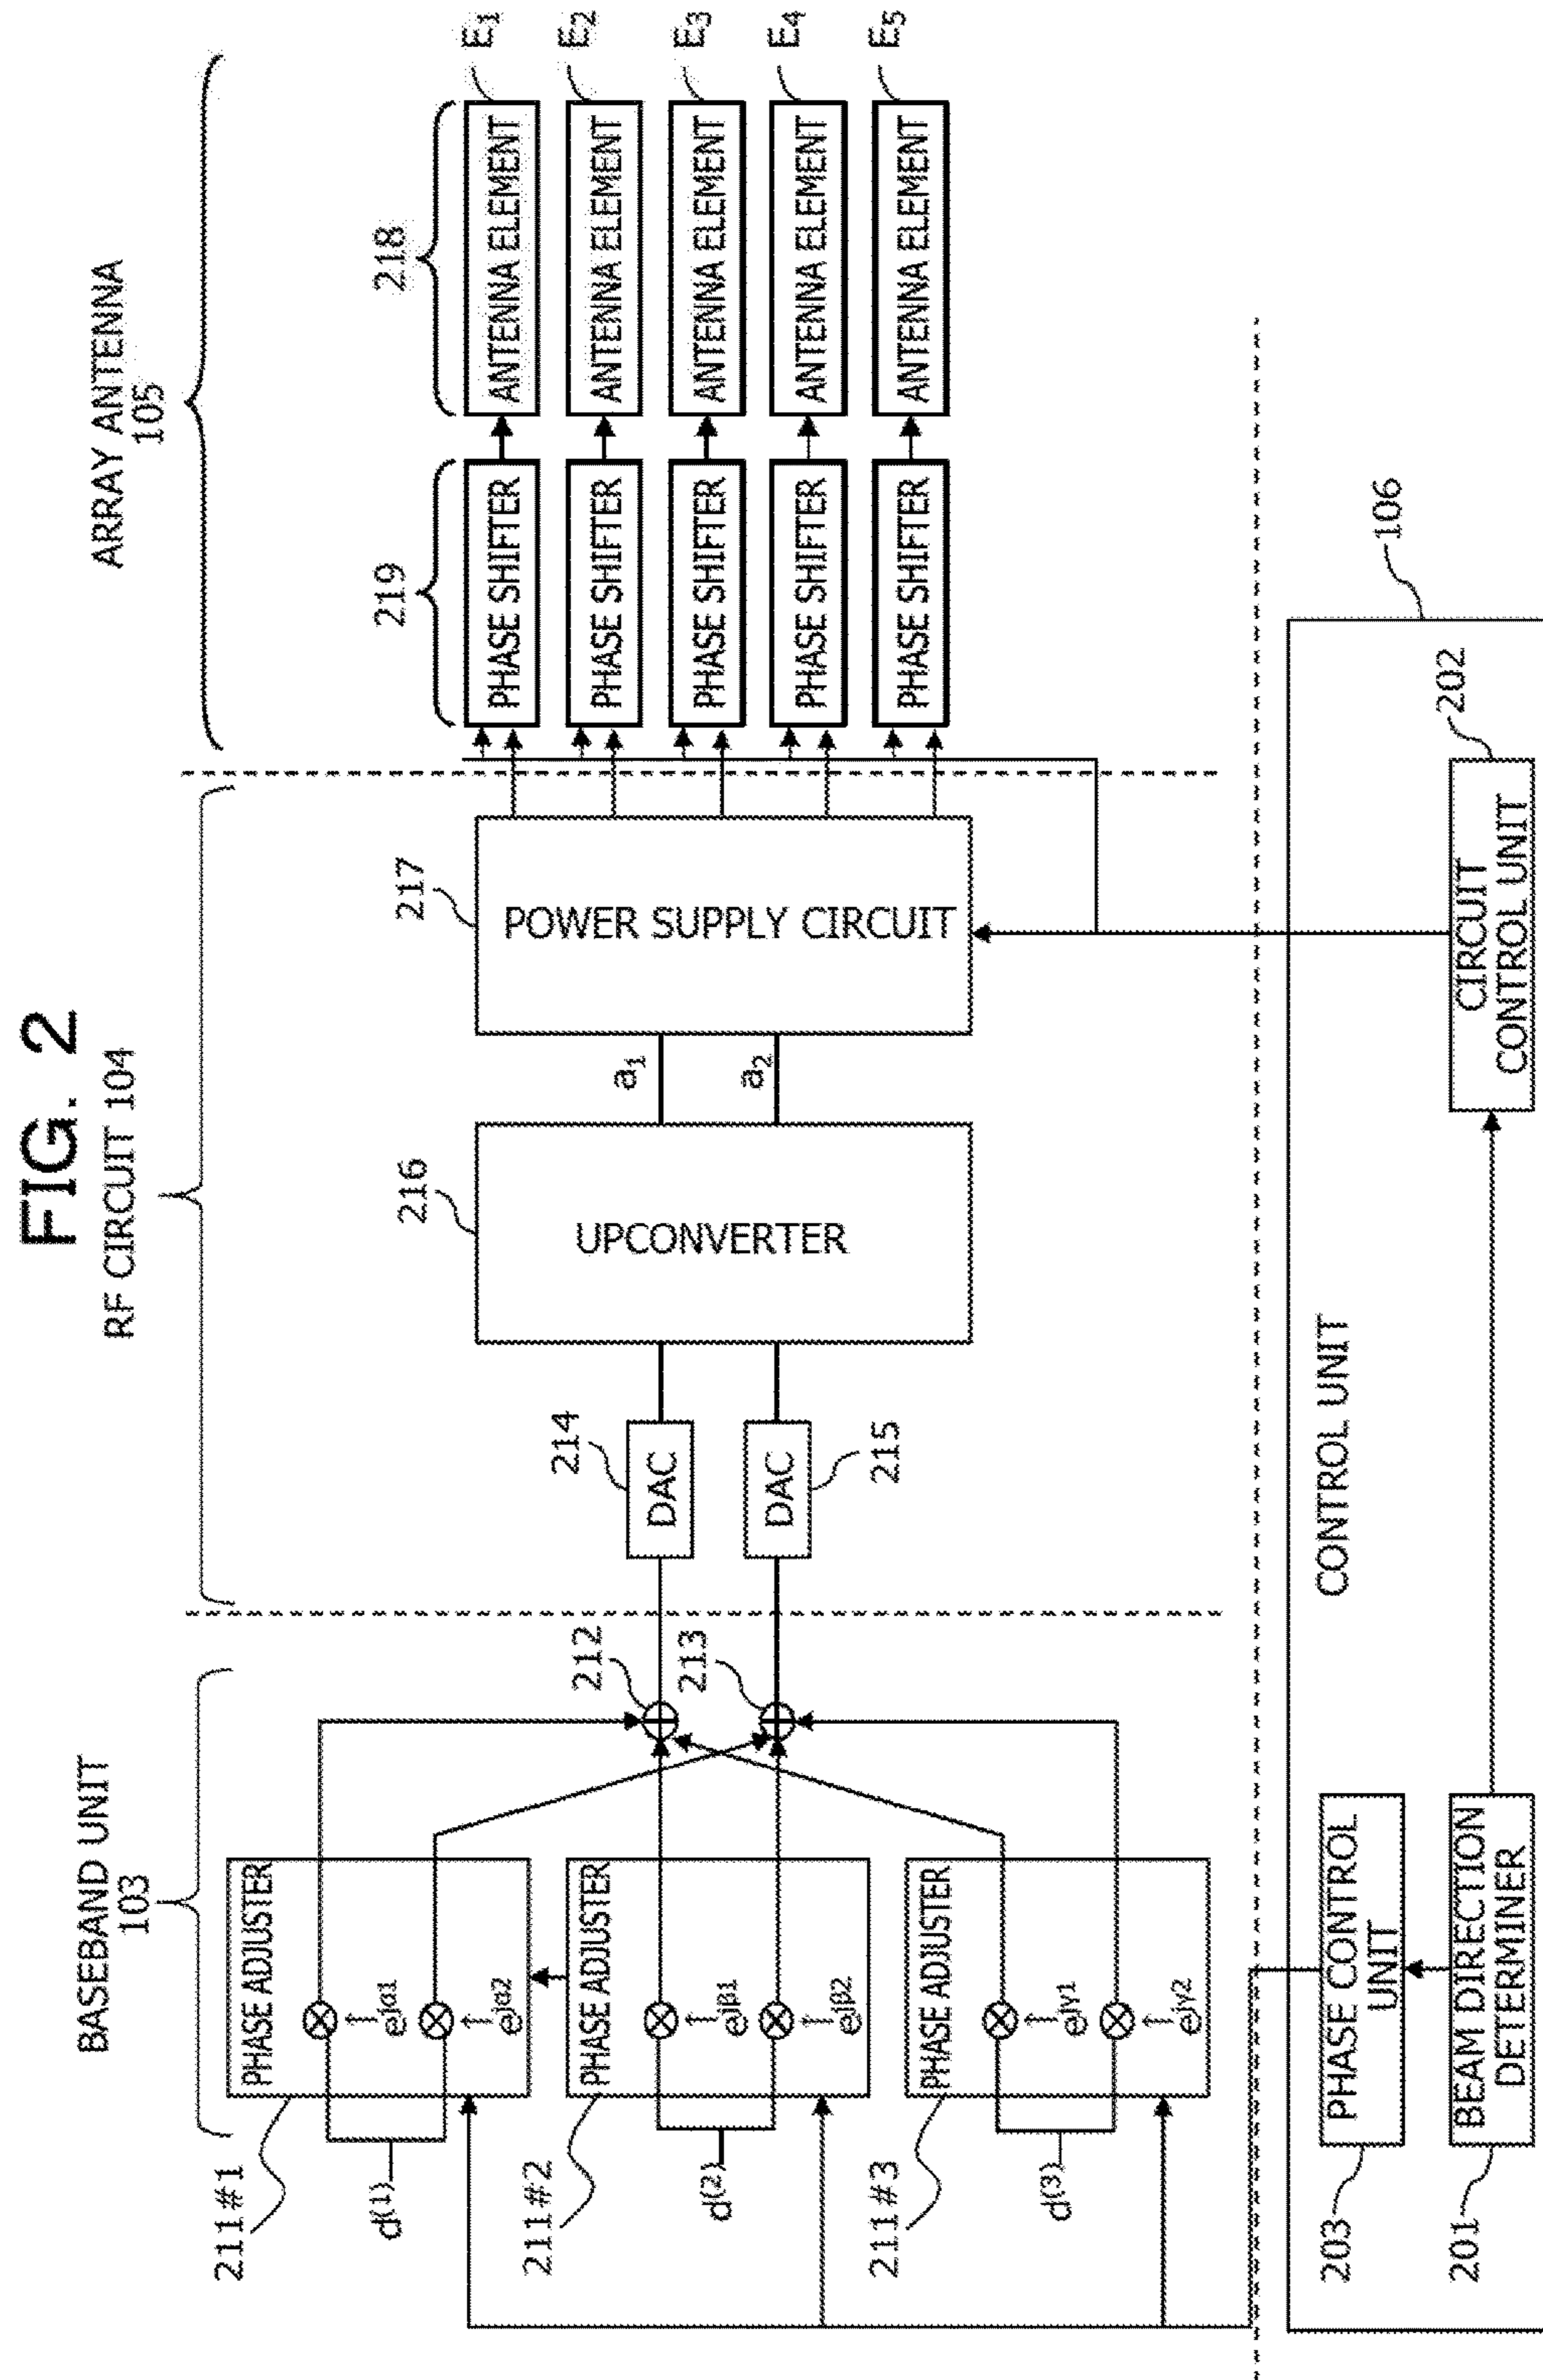 FIG. 2
BASEBAND UNIT
103
RF CIRCUIT 104
ARRAY ANTENNA
105
211#1
PHASE ADJUSTER
d(1)
ejα1
ejα2
211#2
PHASE ADJUSTER
d(2)
ejβ1
ejβ2
211#3
PHASE ADJUSTER
d(3)
ejγ1
ejγ2
212
213
214
DAC
DAC
215
216
UPCONVERTER
a1
a2
217
POWER SUPPLY CIRCUIT
219
PHASE SHIFTER
PHASE SHIFTER
PHASE SHIFTER
PHASE SHIFTER
PHASE SHIFTER
218
ANTENNA ELEMENT
ANTENNA ELEMENT
ANTENNA ELEMENT
ANTENNA ELEMENT
ANTENNA ELEMENT
E1
E2
E3
E4
E5
CONTROL UNIT
106
203
PHASE CONTROL
UNIT
201
BEAM DIRECTION
DETERMINER
202
CIRCUIT
CONTROL UNIT